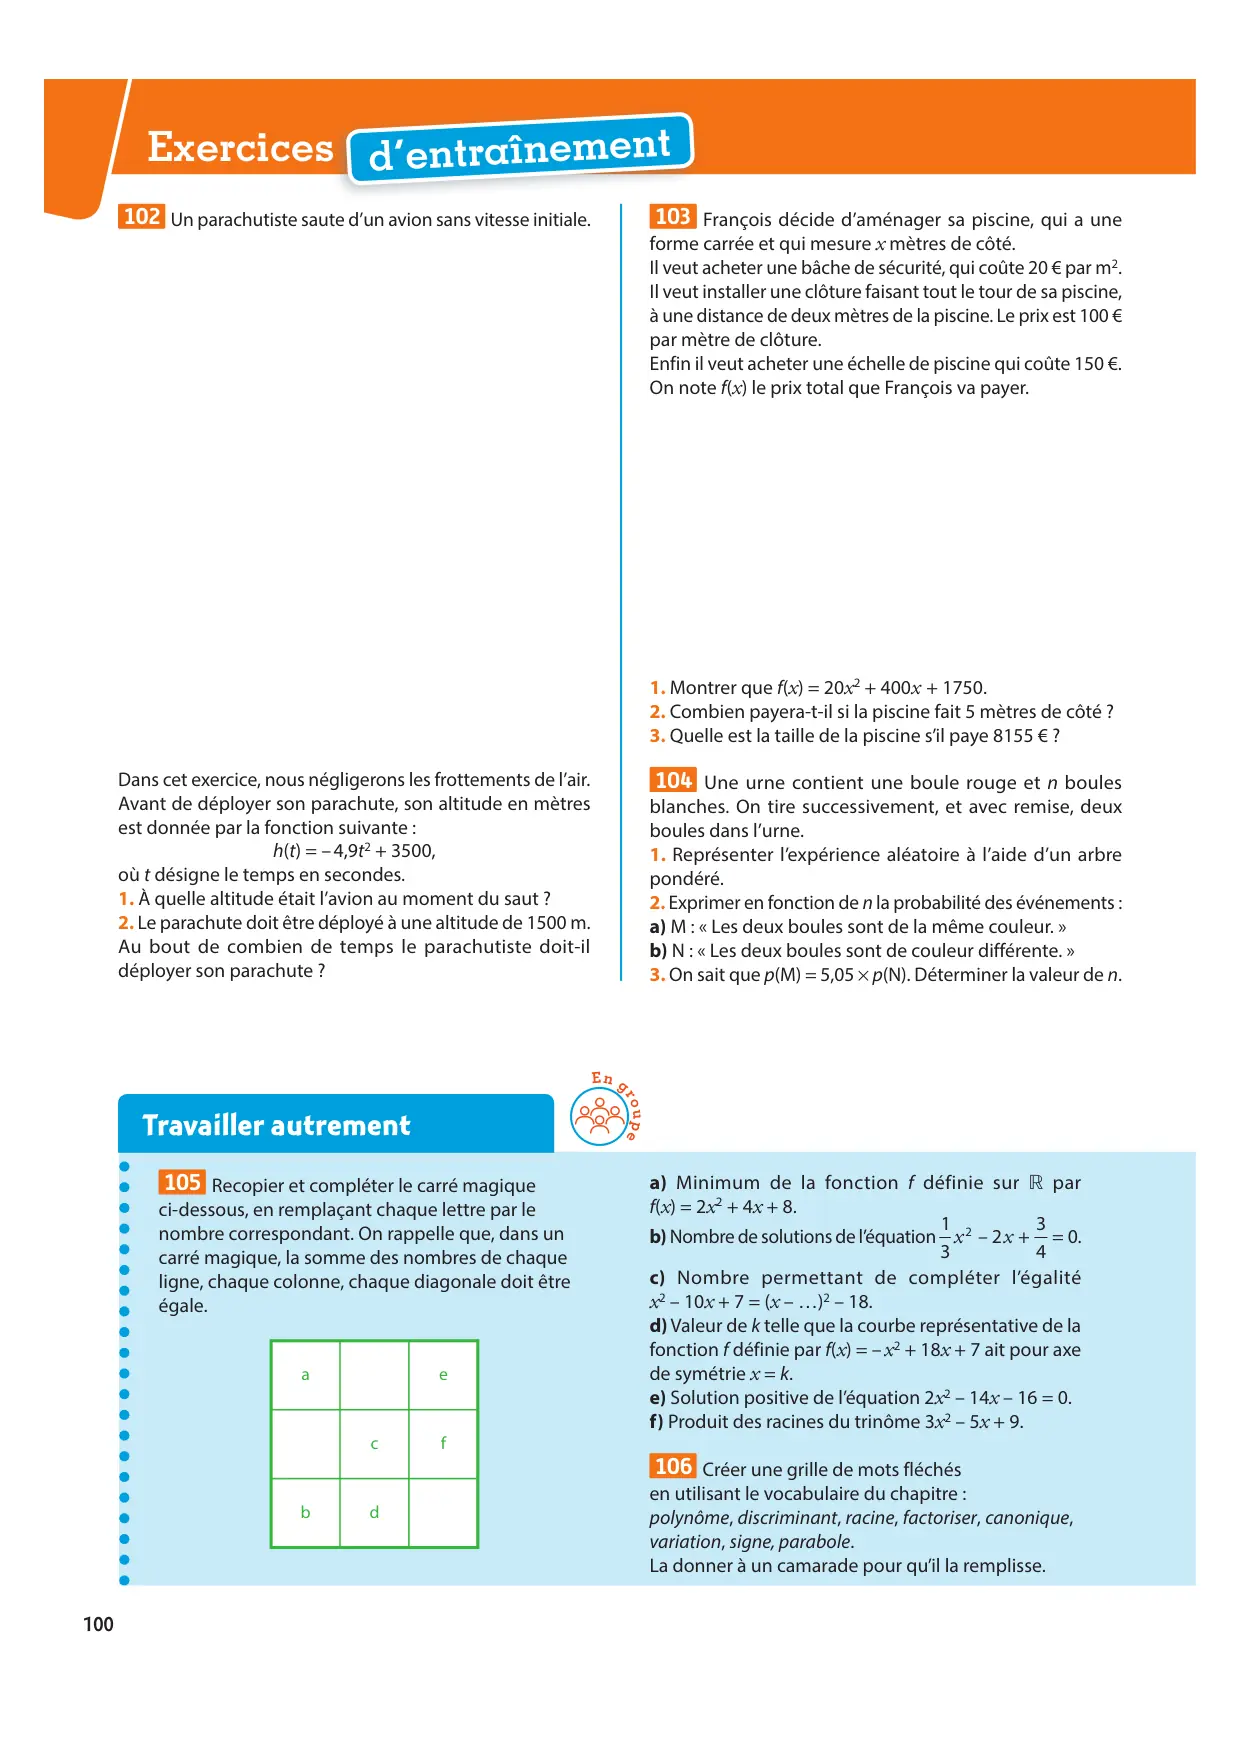 Exercices d'entraînement
102 Un parachutiste saute d'un avion sans vitesse initiale.
Dans cet exercice, nous négligerons les frottements de l'air.
Avant de déployer son parachute, son altitude en mètres
est donnée par la fonction suivante :
h(t) = – 4,9t² + 3500,
où t désigne le temps en secondes.
1. À quelle altitude était l'avion au moment du saut ?
2. Le parachute doit être déployé à une altitude de 1500 m.
Au bout de combien de temps le parachutiste doit-il
déployer son parachute ?
103 François décide d'aménager sa piscine, qui a une
forme carrée et qui mesure x mètres de côté.
Il veut acheter une bâche de sécurité, qui coûte 20 € par m².
Il veut installer une clôture faisant tout le tour de sa piscine,
à une distance de deux mètres de la piscine. Le prix est 100 €
par mètre de clôture.
Enfin il veut acheter une échelle de piscine qui coûte 150 €.
On note f(x) le prix total que François va payer.
1. Montrer que f(x) = 20x² + 400x + 1750.
2. Combien payera-t-il si la piscine fait 5 mètres de côté ?
3. Quelle est la taille de la piscine s'il paye 8155 € ?
104 Une urne contient une boule rouge et n boules
blanches. On tire successivement, et avec remise, deux
boules dans l'urne.
1. Représenter l'expérience aléatoire à l'aide d'un arbre
pondéré.
2. Exprimer en fonction de n la probabilité des événements :
a) M : « Les deux boules sont de la même couleur. »
b) N : « Les deux boules sont de couleur différente. »
3. On sait que p(M) = 5,05 × p(N). Déterminer la valeur de n.
Travailler autrement
En groupe
105 Recopier et compléter le carré magique
ci-dessous, en remplaçant chaque lettre par le
nombre correspondant. On rappelle que, dans un
carré magique, la somme des nombres de chaque
ligne, chaque colonne, chaque diagonale doit être
égale.
a e
c f
b d
a) Minimum de la fonction f définie sur ℝ par
f(x) = 2x² + 4x + 8.
b) Nombre de solutions de l'équation 1/3 x² – 2x + 3/4 = 0.
c) Nombre permettant de compléter l'égalité
x² – 10x + 7 = (x – …)² – 18.
d) Valeur de k telle que la courbe représentative de la
fonction f définie par f(x) = – x² + 18x + 7 ait pour axe
de symétrie x = k.
e) Solution positive de l'équation 2x² – 14x – 16 = 0.
f) Produit des racines du trinôme 3x² – 5x + 9.
106 Créer une grille de mots fléchés
en utilisant le vocabulaire du chapitre :
polynôme, discriminant, racine, factoriser, canonique,
variation, signe, parabole.
La donner à un camarade pour qu'il la remplisse.
100